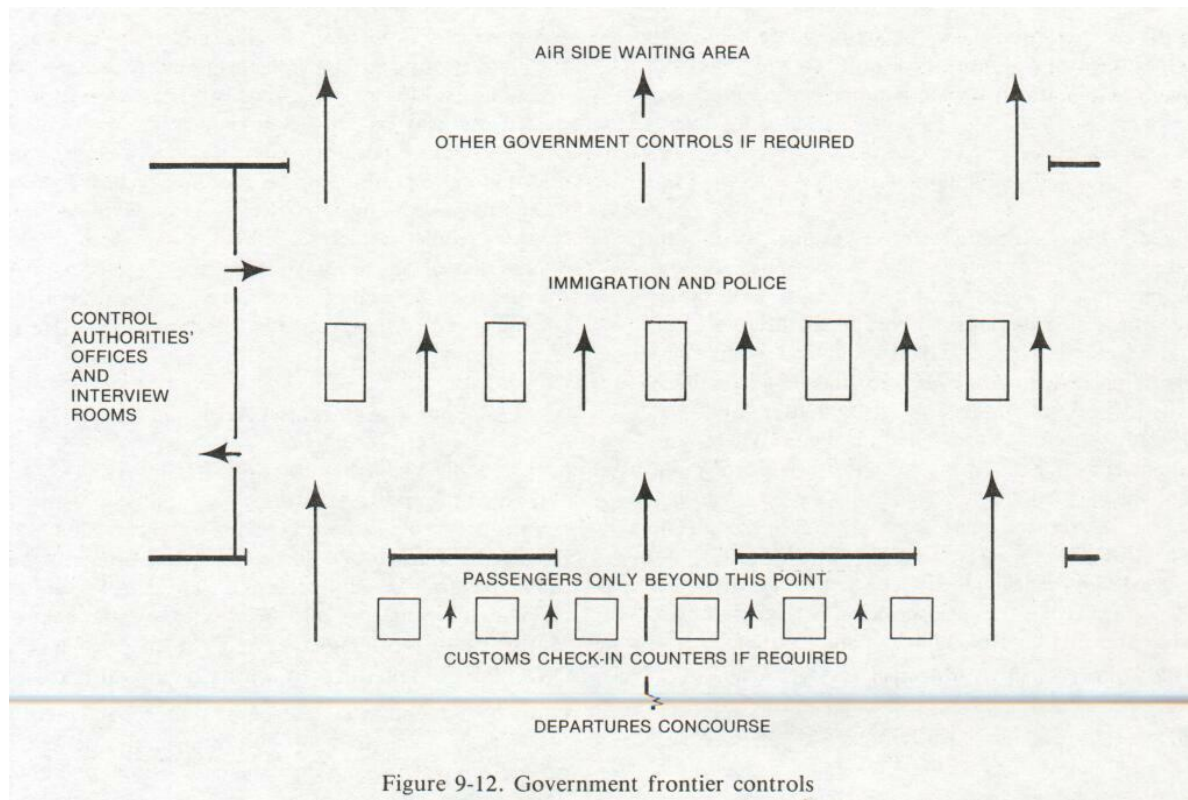 AiR SIDE WAITING AREA
OTHER GOVERNMENT CONTROLS IF REQUIRED
IMMIGRATION AND POLICE
CONTROL
AUTHORITIES'
OFFICES
AND
INTERVIEW
ROOMS
PASSENGERS ONLY BEYOND THIS POINT
CUSTOMS CHECK-IN COUNTERS IF REQUIRED
DEPARTURES CONCOURSE
Figure 9-12. Government frontier controls